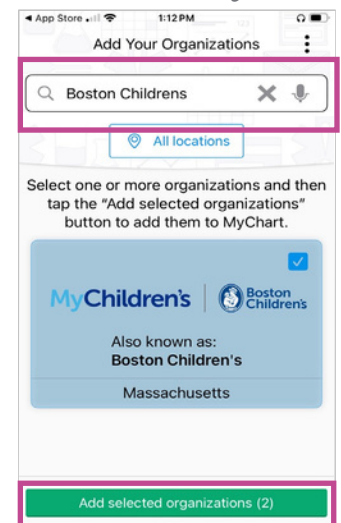 App Store
1:12 PM
Add Your Organizations
Boston Childrens
All locations
Select one or more organizations and then
tap the “Add selected organizations”
button to add them to MyChart.
MyChildren's
Boston
Children's
Also known as:
Boston Children's
Massachusetts
Add selected organizations (2)